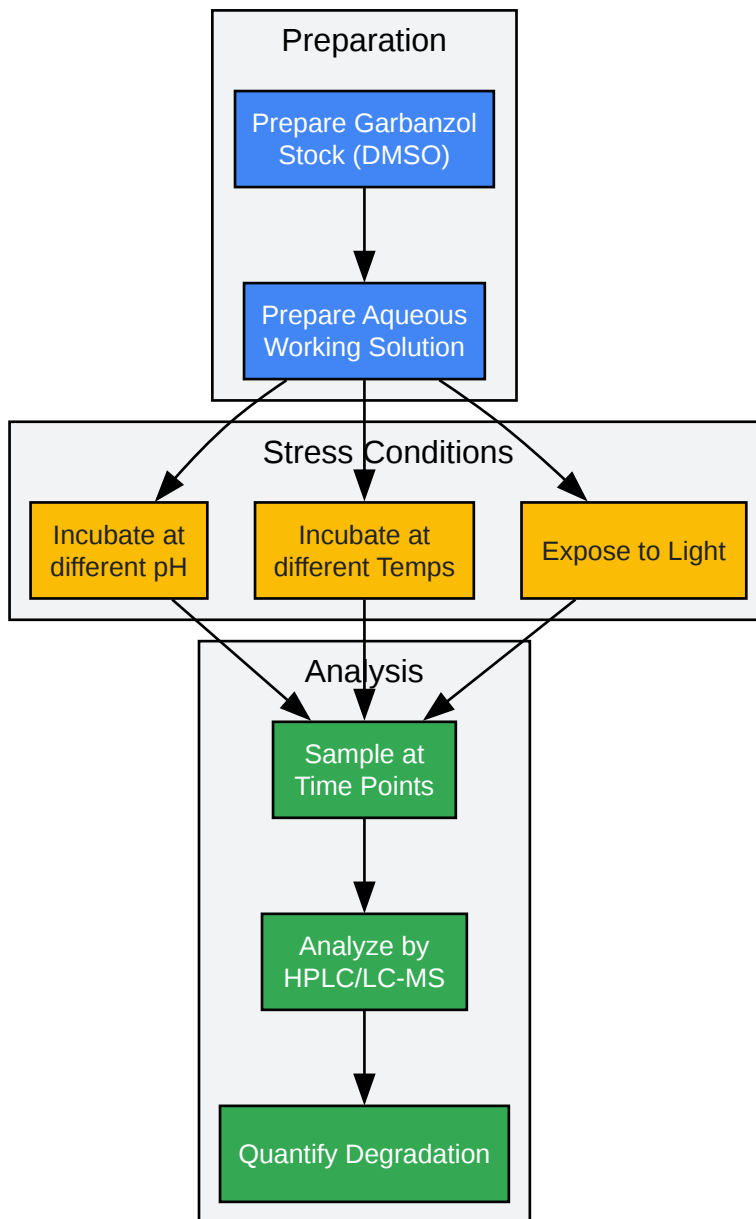 Preparation
Prepare Garbanzol
Stock (DMSO)
Prepare Aqueous
Working Solution
Stress Conditions
Incubate at
different pH
Incubate at
different Temps
Expose to Light
Analysis
Sample at
Time Points
Analyze by
HPLC/LC-MS
Quantify Degradation